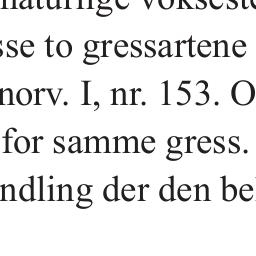 naturlige vokseste
sse to gressartene
norv. I, nr. 153. O
for samme gress.
ndling der den be